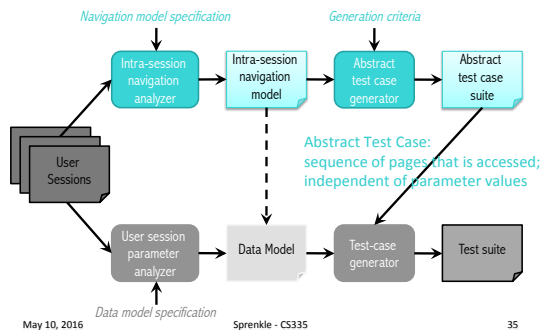 Navigation model specification
Generation criteria
Intra-session
navigation
analyzer
Intra-session
navigation
model
Abstract
test case
generator
Abstract
test case
suite
User
Sessions
Abstract Test Case:
sequence of pages that is accessed;
independent of parameter values
User session
parameter
analyzer
Data Model
Test-case
generator
Test suite
Data model specification
May 10, 2016
Sprenkle - CS335
35